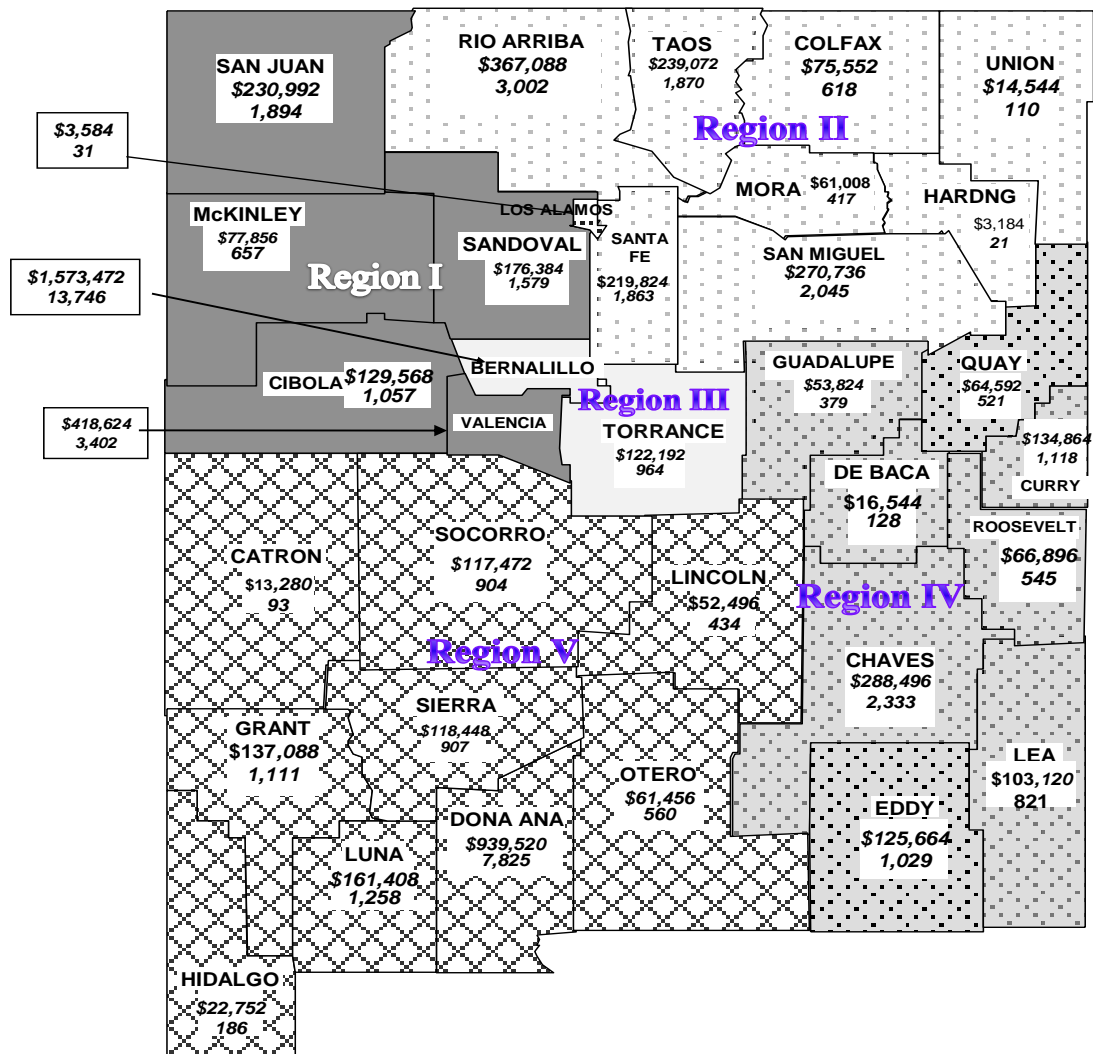 SAN JUAN
$230,992
1,894
RIO ARRIBA
$367,088
3,002
TAOS
$239,072
1,870
COLFAX
$75,552
618
UNION
$14,544
110
Region II
$3,584
31
McKINLEY
$77,856
657
LOS ALAMOS
SANDOVAL
$176,384
1,579
SANTA
FE
$219,824
1,863
MORA
$61,008
417
HARDNG
$3,184
21
SAN MIGUEL
$270,736
2,045
Region I
$1,573,472
13,746
CIBOLA
$129,568
1,057
BERNALILLO
GUADALUPE
$53,824
379
QUAY
$64,592
521
Region III
$418,624
3,402
VALENCIA
TORRANCE
$122,192
964
DE BACA
$16,544
128
$134,864
1,118
CURRY
ROOSEVELT
$66,896
545
CATRON
$13,280
93
SOCORRO
$117,472
904
LINCOLN
$52,496
434
Region IV
Region V
CHAVES
$288,496
2,333
GRANT
$137,088
1,111
SIERRA
$118,448
907
OTERO
$61,456
560
LEA
$103,120
821
EDDY
$125,664
1,029
DONA ANA
$939,520
7,825
LUNA
$161,408
1,258
HIDALGO
$22,752
186